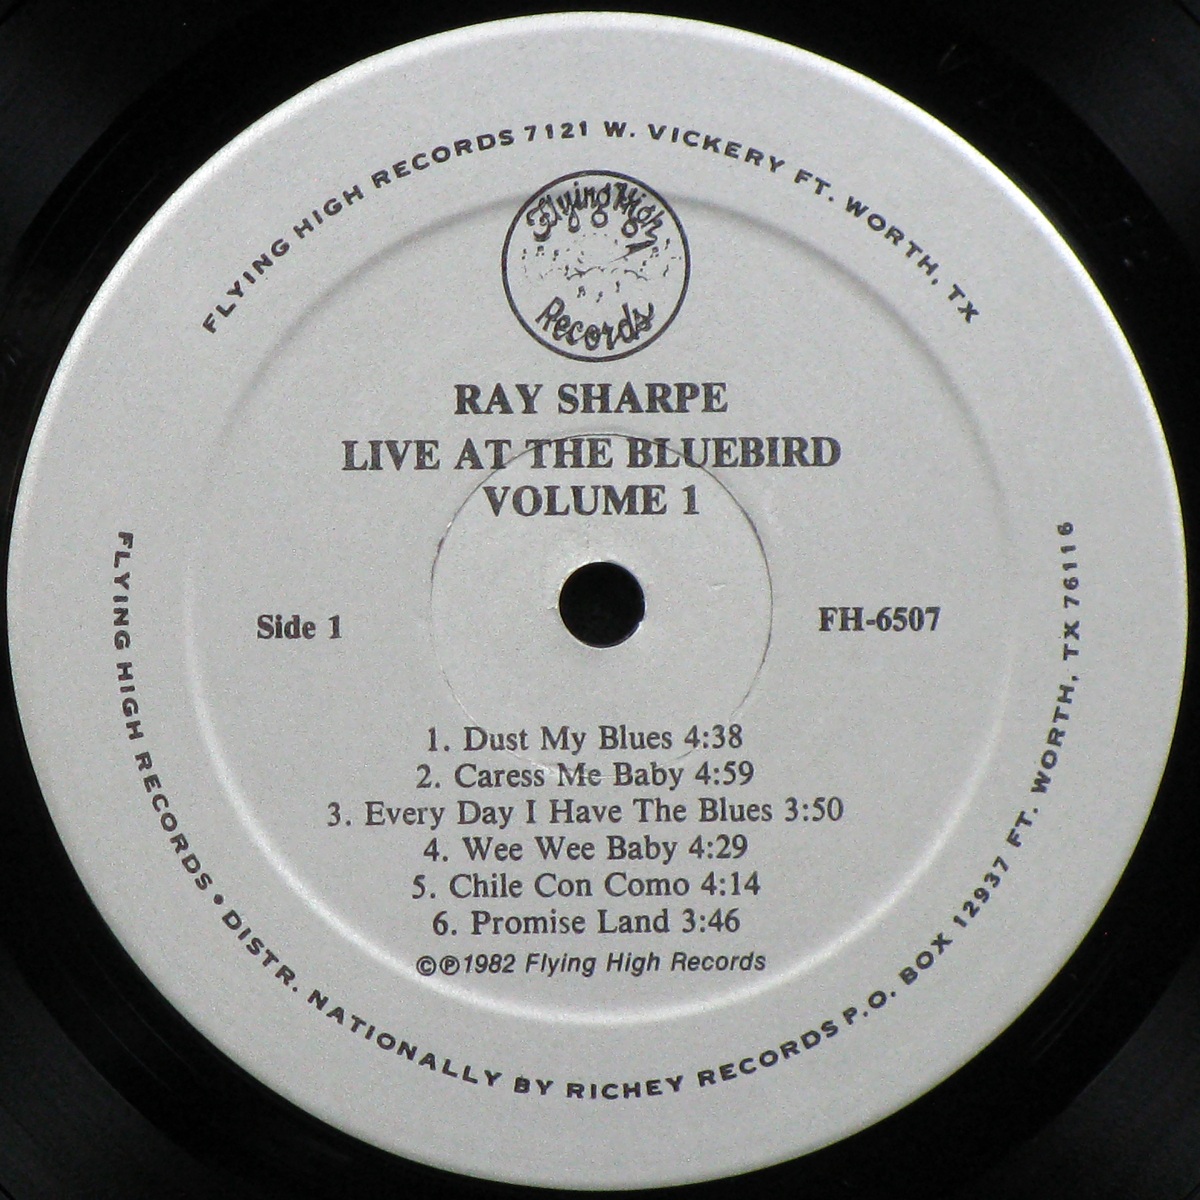 FLYING HIGH RECORDS 7121 W. VICKERY FT. WORTH, TX
Flying High
Records
RAY SHARPE
LIVE AT THE BLUEBIRD
VOLUME 1
Side 1
FH-6507
1. Dust My Blues 4:38
2. Caress Me Baby 4:59
3. Every Day I Have The Blues 3:50
4. Wee Wee Baby 4:29
5. Chile Con Como 4:14
6. Promise Land 3:46
©℗1982 Flying High Records
FLYING HIGH RECORDS • DISTR. NATIONALLY BY RICHEY RECORDS P.O. BOX 12937 FT. WORTH, TX 76116